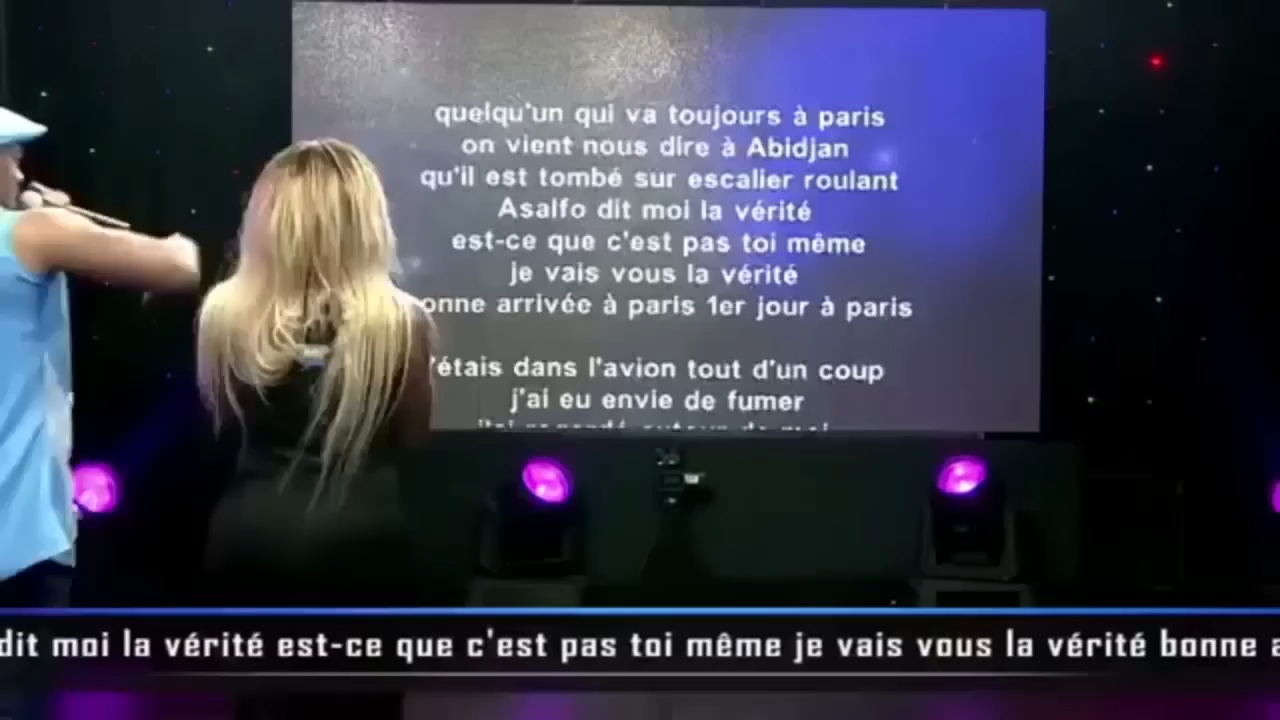 quelqu'un qui va toujours à paris
on vient nous dire à Abidjan
qu'il est tombé sur escalier roulant
Asalfo dit moi la vérité
est-ce que c'est pas toi même
je vais vous la vérité
onne arrivée à paris 1er jour à paris
'étais dans l'avion tout d'un coup
j'ai eu envie de fumer
dit moi la vérité est-ce que c'est pas toi même je vais vous la vérité bonne a